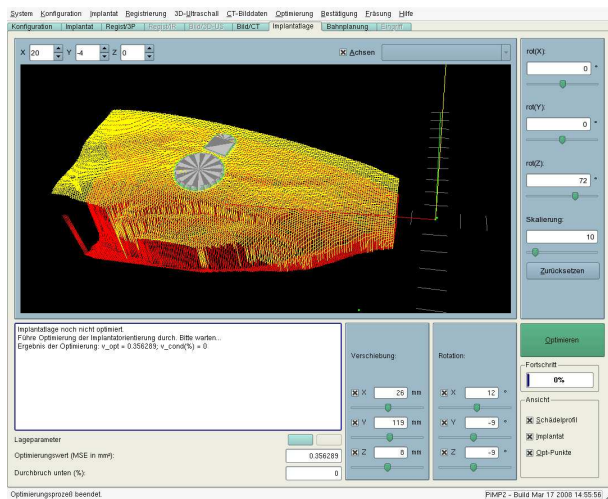 System Konfiguration Implantat Registrierung 3D-Ultraschall CT-Bilddaten Optimierung Bestätigung Fräsung Hilfe
Konfiguration Implantat Regist/3P Bild/CT Implantatlage Bahnplanung Eingriff
X 20 Y -4 Z 0 Achsen
rot(X):
0 °
rot(Y):
0 °
rot(Z):
72 °
Skalierung:
10
Zurücksetzen
Implantatlage noch nicht optimiert.
Führe Optimierung der Implantatorientierung durch. Bitte warten...
Ergebnis der Optimierung: v_opt = 0.356289; v_cond(%) = 0
Verschiebung:
X 26 mm
Y 119 mm
Z 8 mm
Rotation:
X 12 °
Y -9 °
Z -9 °
Optimieren
Fortschritt
0%
Ansicht
Schädelprofil
Implantat
Opt-Punkte
Lageparameter
Optimierungswert (MSE in mm²): 0.356289
Durchbruch unten (%): 0
Optimierungsprozeß beendet.
PiMP2 - Build Mar 17 2008 14:55:56